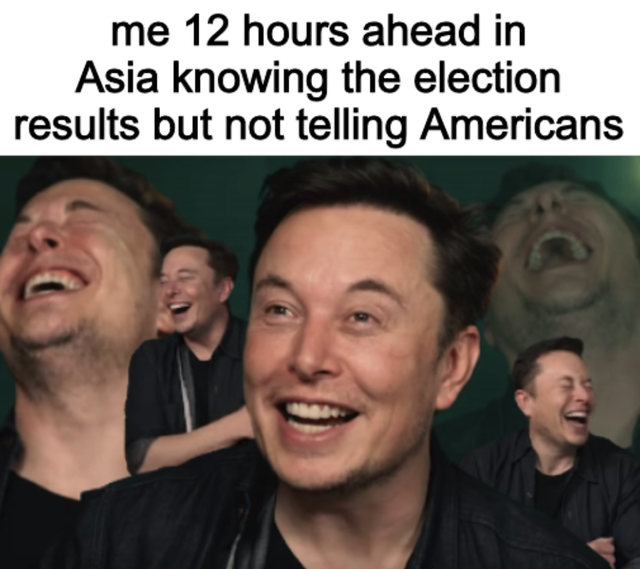 me 12 hours ahead in
Asia knowing the election
results but not telling Americans